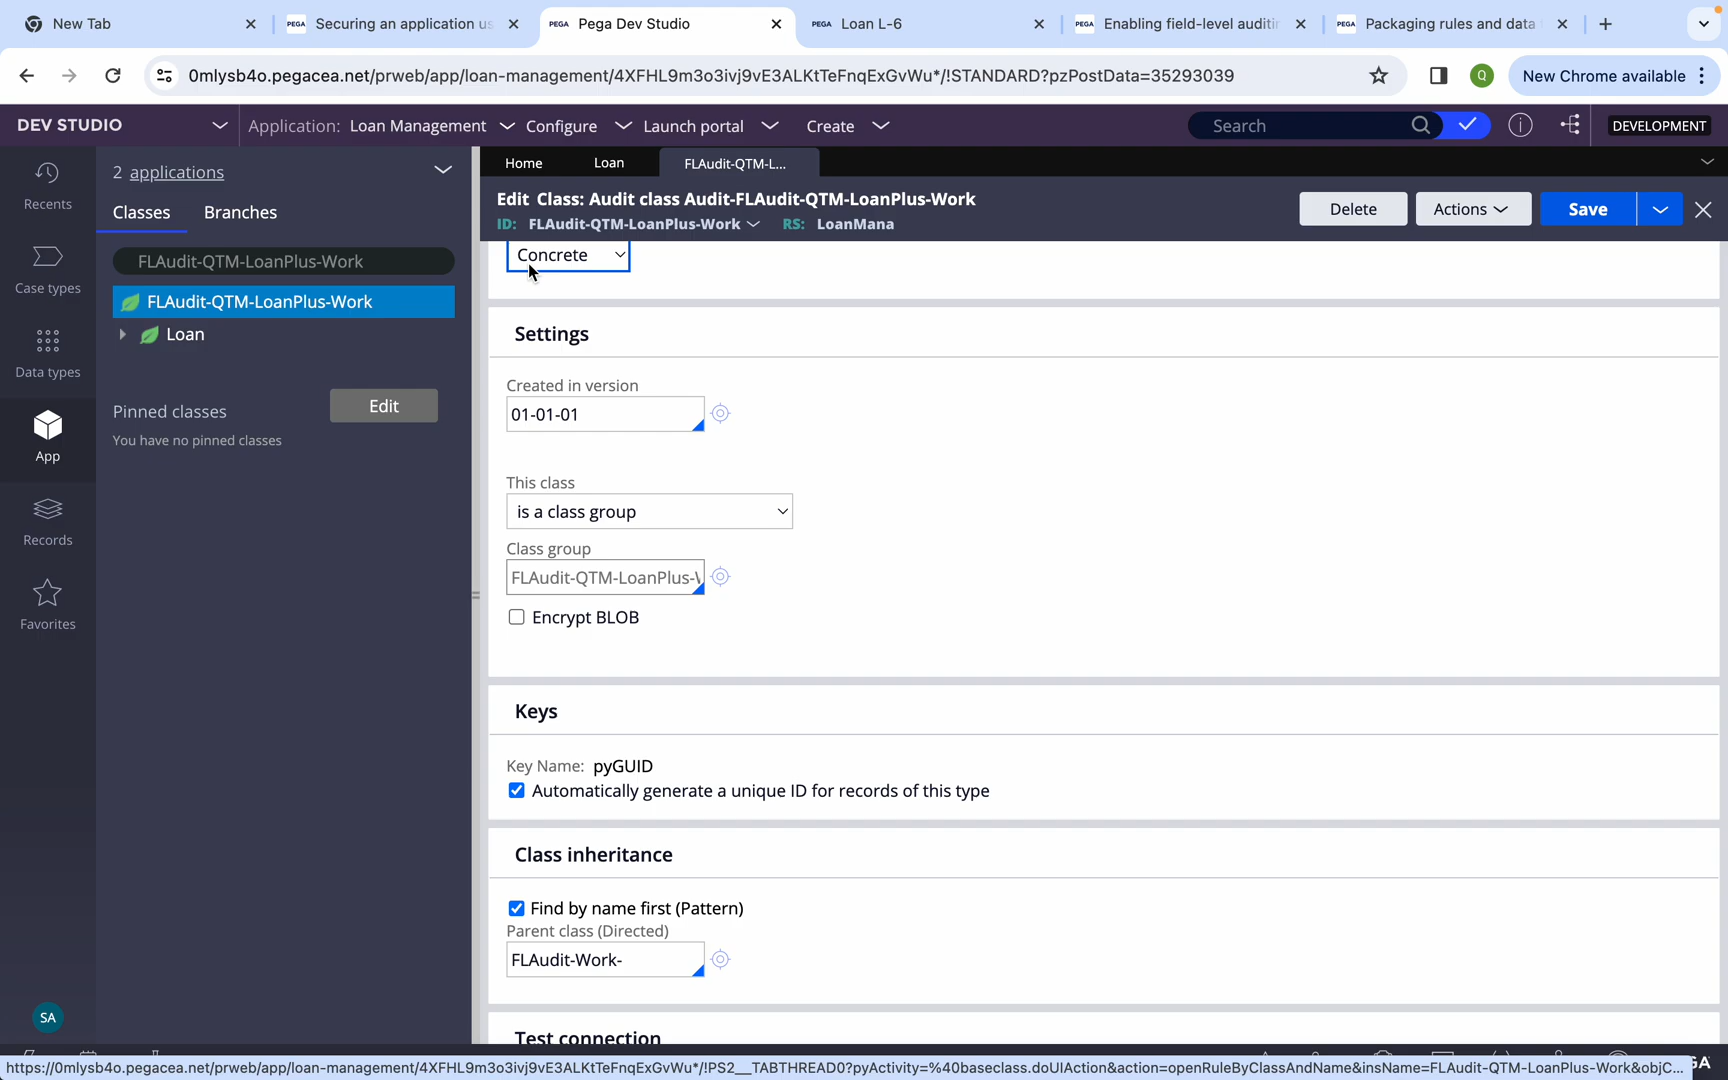 New Tab
PEGA Securing an application us
PEGA Pega Dev Studio
PEGA Loan L-6
PEGA Enabling field-level auditin
PEGA Packaging rules and data
0mlysb4o.pegacea.net/prweb/app/loan-management/4XFHL9m3o3ivj9vE3ALKtTeFnqExGvWu*/!STANDARD?pzPostData=35293039
Q
New Chrome available
DEV STUDIO
Application: Loan Management
Configure
Launch portal
Create
Search
DEVELOPMENT
Recents
Case types
Data types
App
Records
Favorites
SA
2 applications
Classes
Branches
FLAudit-QTM-LoanPlus-Work
FLAudit-QTM-LoanPlus-Work
Loan
Pinned classes
Edit
You have no pinned classes
Home
Loan
FLAudit-QTM-L...
Edit Class: Audit class Audit-FLAudit-QTM-LoanPlus-Work
ID: FLAudit-QTM-LoanPlus-Work
RS: LoanMana
Delete
Actions
Save
Concrete
Settings
Created in version
01-01-01
This class
is a class group
Class group
FLAudit-QTM-LoanPlus-
Encrypt BLOB
Keys
Key Name: pyGUID
Automatically generate a unique ID for records of this type
Class inheritance
Find by name first (Pattern)
Parent class (Directed)
FLAudit-Work-
Test connection
https://0mlysb4o.pegacea.net/prweb/app/loan-management/4XFHL9m3o3ivj9vE3ALKtTeFnqExGvWu*/!PS2__TABTHREAD0?pyActivity=%40baseclass.doUIAction&action=openRuleByClassAndName&insName=FLAudit-QTM-LoanPlus-Work&objC...